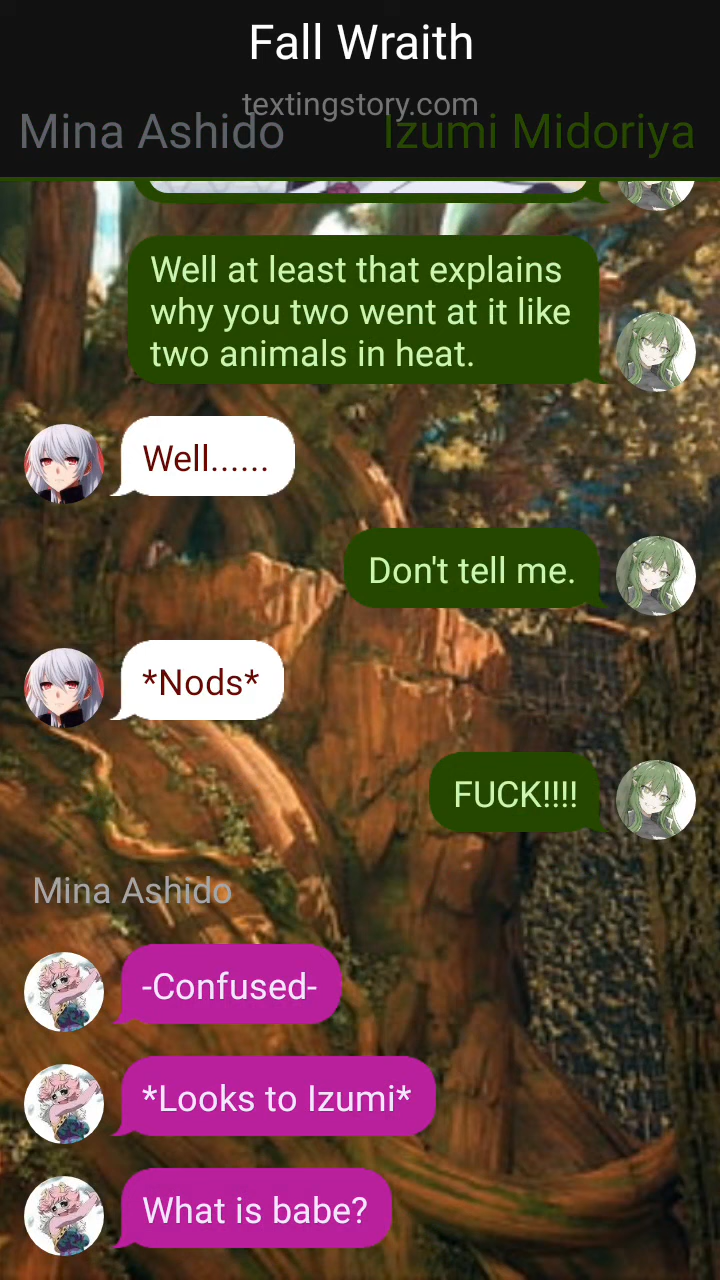 Fall Wraith
textingstory.com
Mina Ashido
Izumi Midoriya
Well at least that explains
why you two went at it like
two animals in heat.
Well......
Don't tell me.
*Nods*
FUCK!!!!
Mina Ashido
-Confused-
*Looks to Izumi*
What is babe?